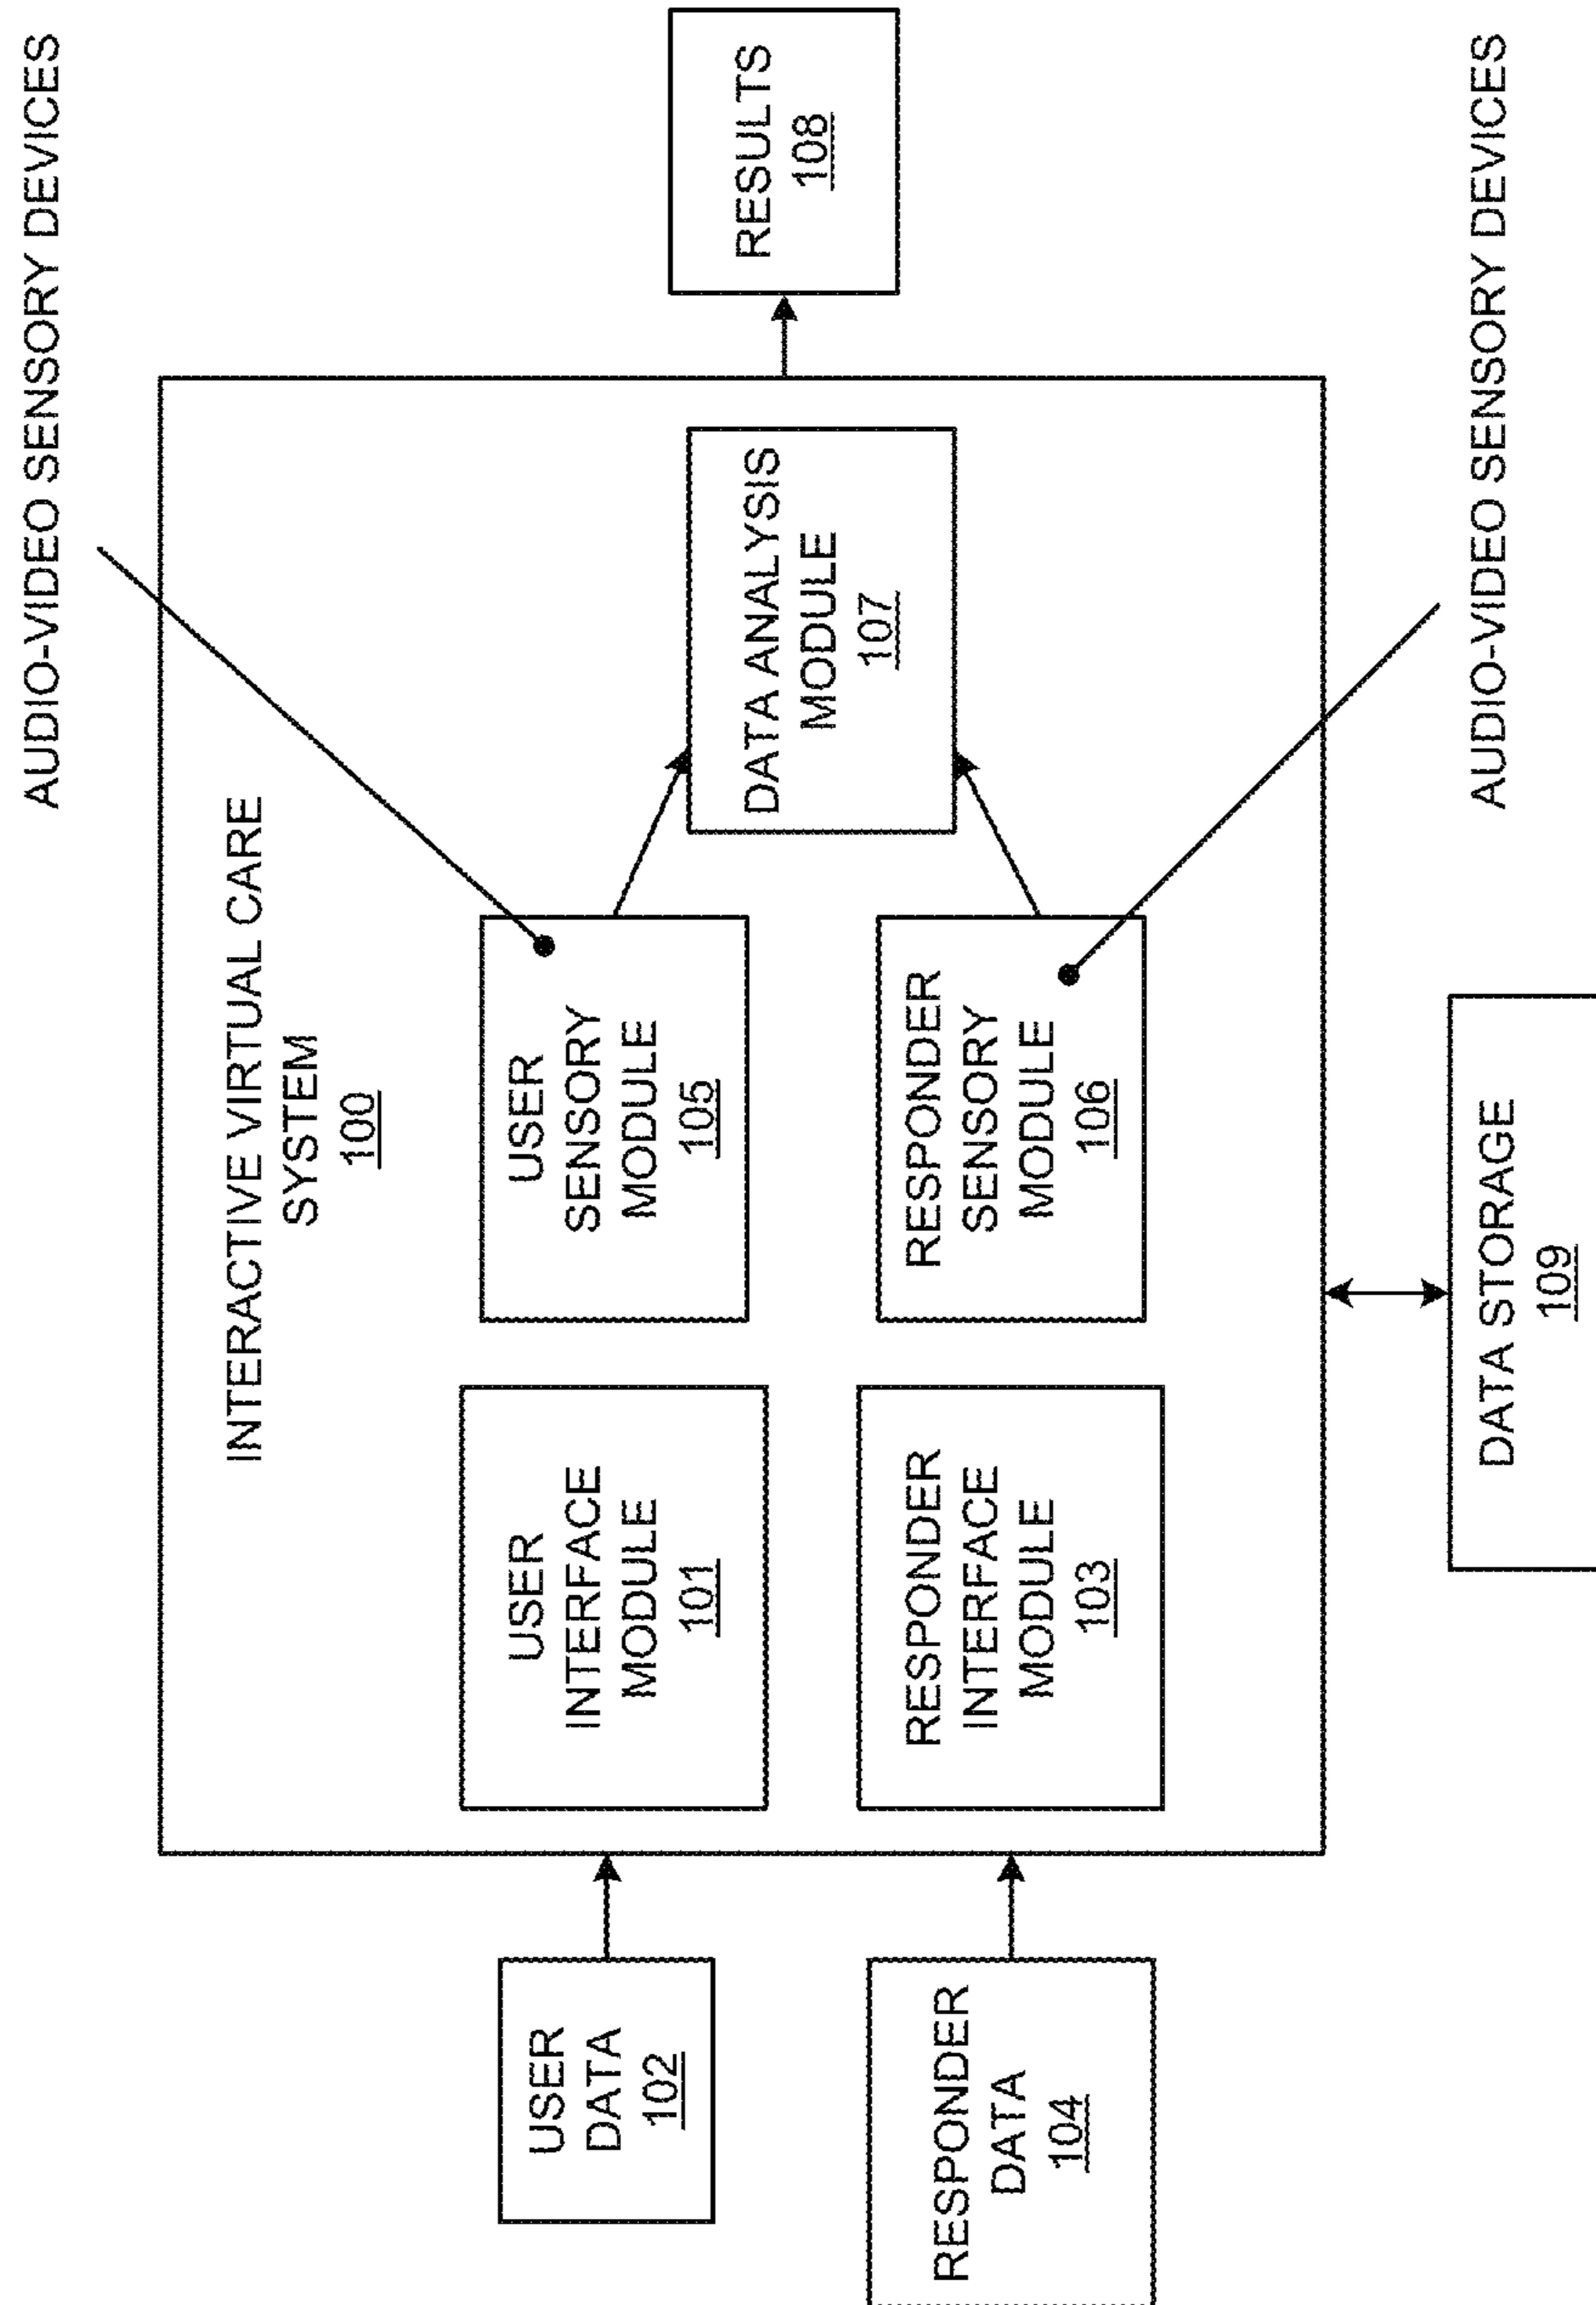 AUDIO-VIDEO SENSORY DEVICES
INTERACTIVE VIRTUAL CARE
SYSTEM
100
USER
DATA
102
USER
INTERFACE
MODULE
101
USER
SENSORY
MODULE
105
DATA ANALYSIS
MODULE
107
RESULTS
108
RESPONDER
DATA
104
RESPONDER
INTERFACE
MODULE
103
RESPONDER
SENSORY
MODULE
106
DATA STORAGE
109
AUDIO-VIDEO SENSORY DEVICES